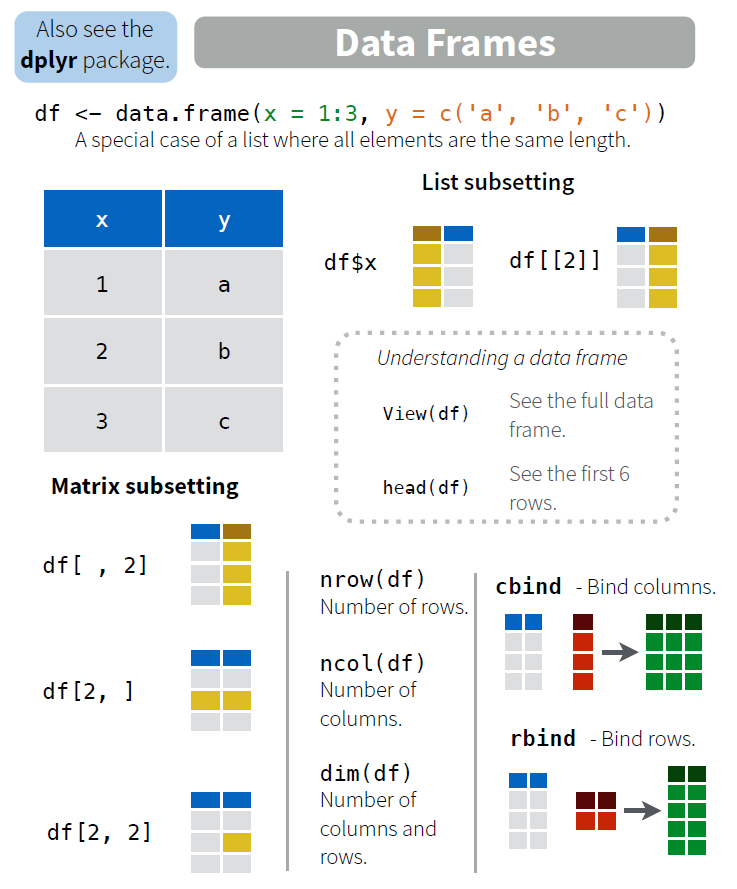 Also see the
dplyr package.
Data Frames
df <- data.frame(x = 1:3, y = c('a', 'b', 'c'))
A special case of a list where all elements are the same length.
x y
1 a
2 b
3 c
List subsetting
df$x
df[[2]]
Understanding a data frame
View(df) See the full data
frame.
head(df) See the first 6
rows.
Matrix subsetting
df[ , 2]
df[2, ]
df[2, 2]
nrow(df)
Number of rows.
ncol(df)
Number of
columns.
dim(df)
Number of
columns and
rows.
cbind - Bind columns.
rbind - Bind rows.